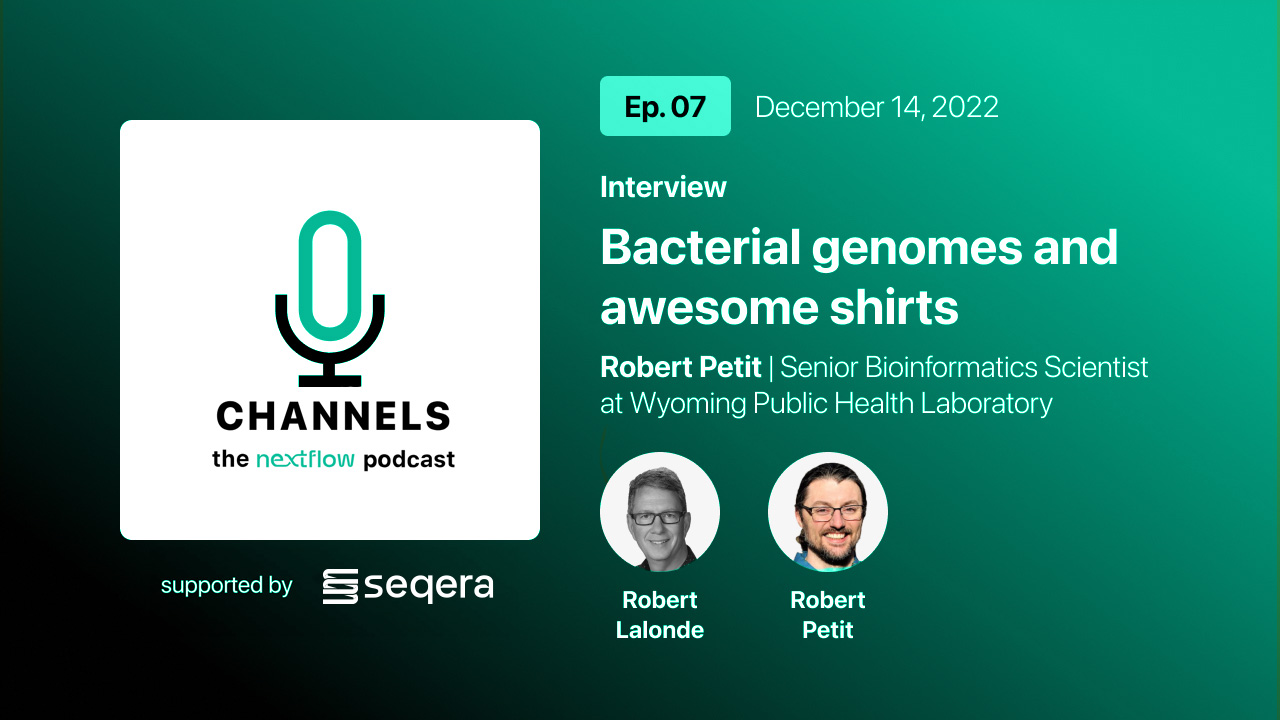 Ep. 07
December 14, 2022
Interview
Bacterial genomes and
awesome shirts
Robert Petit | Senior Bioinformatics Scientist
at Wyoming Public Health Laboratory
CHANNELS
the nextflow podcast
supported by seqera
Robert
Lalonde
Robert
Petit